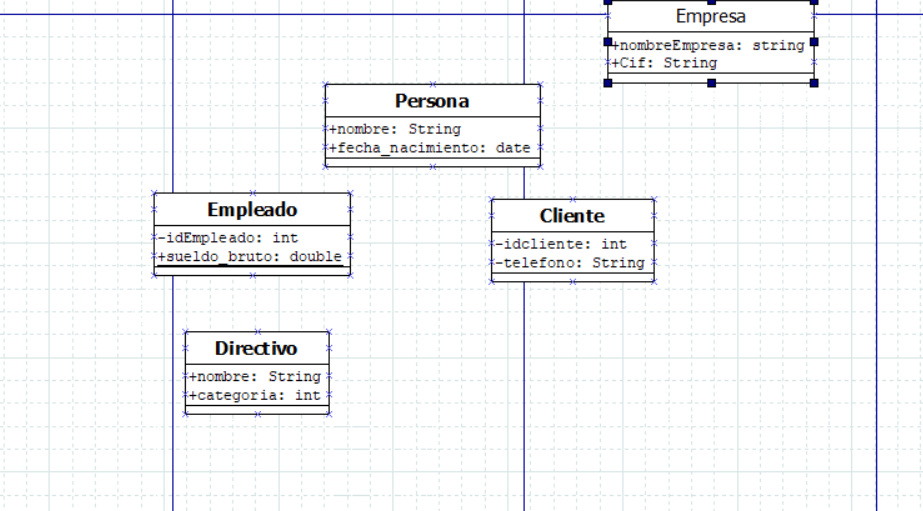 Empresa
+nombreEmpresa: string
+Cif: String
Persona
+nombre: String
+fecha_nacimiento: date
Empleado
-idEmpleado: int
+sueldo_bruto: double
Cliente
-idcliente: int
-telefono: String
Directivo
+nombre: String
+categoria: int